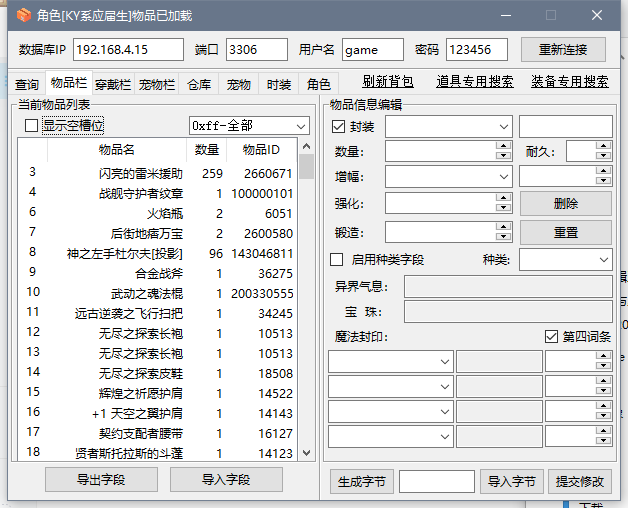 角色[KY系应届生]物品已加载
数据库IP 192.168.4.15 端口 3306 用户名 game 密码 123456 重新连接
查询 物品栏 穿戴栏 宠物栏 仓库 宠物 时装 角色 刷新背包 道具专用搜索 装备专用搜索
当前物品列表
显示空槽位 0xff-全部
物品名 数量 物品ID
3 闪亮的雷米援助 259 2660671
4 战舰守护者纹章 1 100000101
6 火焰瓶 2 6051
7 后街地痞万宝 2 2600580
8 神之左手杜尔夫[投影] 96 143046811
9 合金战斧 1 36275
10 武动之魂法棍 1 200330555
11 远古逆袭之飞行扫把 1 34245
12 无尽之探索长袍 1 10513
13 无尽之探索长袍 1 10513
14 无尽之探索皮鞋 1 18508
15 辉煌之祈愿护肩 1 14522
16 +1 天空之翼护肩 1 14143
17 契约支配者腰带 1 16127
18 贤者斯托拉斯的斗蓬 1 14123
导出字段 导入字段
物品信息编辑
封装
数量: 耐久:
增幅:
强化: 删除
锻造: 重置
启用种类字段 种类:
异界气息:
宝 珠:
魔法封印: 第四词条
生成字节 导入字节 提交修改